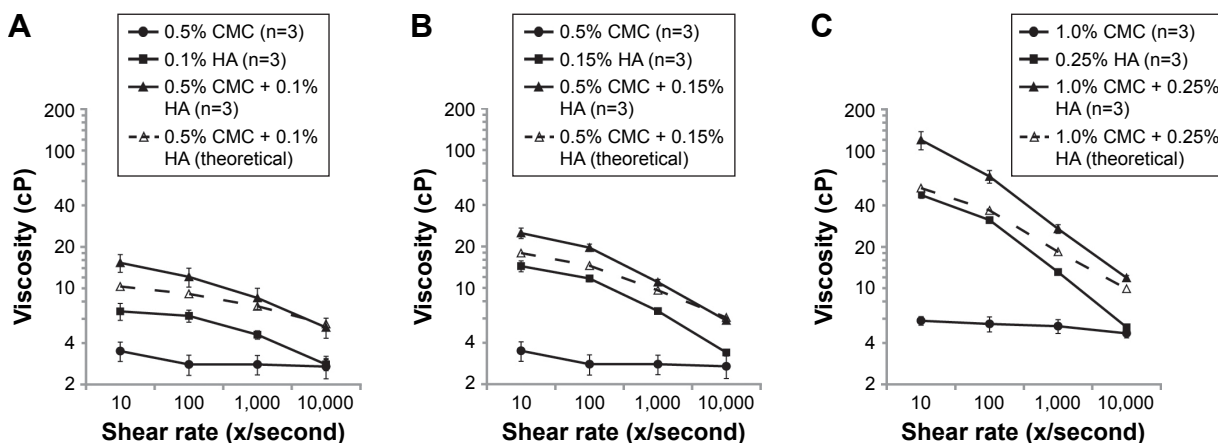 A
0.5% CMC (n=3)
0.1% HA (n=3)
0.5% CMC + 0.1%
HA (n=3)
0.5% CMC + 0.1%
HA (theoretical)
200
100
40
20
10
4
2
Viscosity (cP)
10
100
1,000
10,000
Shear rate (x/second)
B
0.5% CMC (n=3)
0.15% HA (n=3)
0.5% CMC + 0.15%
HA (n=3)
0.5% CMC + 0.15%
HA (theoretical)
200
100
40
20
10
4
2
Viscosity (cP)
10
100
1,000
10,000
Shear rate (x/second)
C
1.0% CMC (n=3)
0.25% HA (n=3)
1.0% CMC + 0.25%
HA (n=3)
1.0% CMC + 0.25%
HA (theoretical)
200
100
40
20
10
4
2
Viscosity (cP)
10
100
1,000
10,000
Shear rate (x/second)